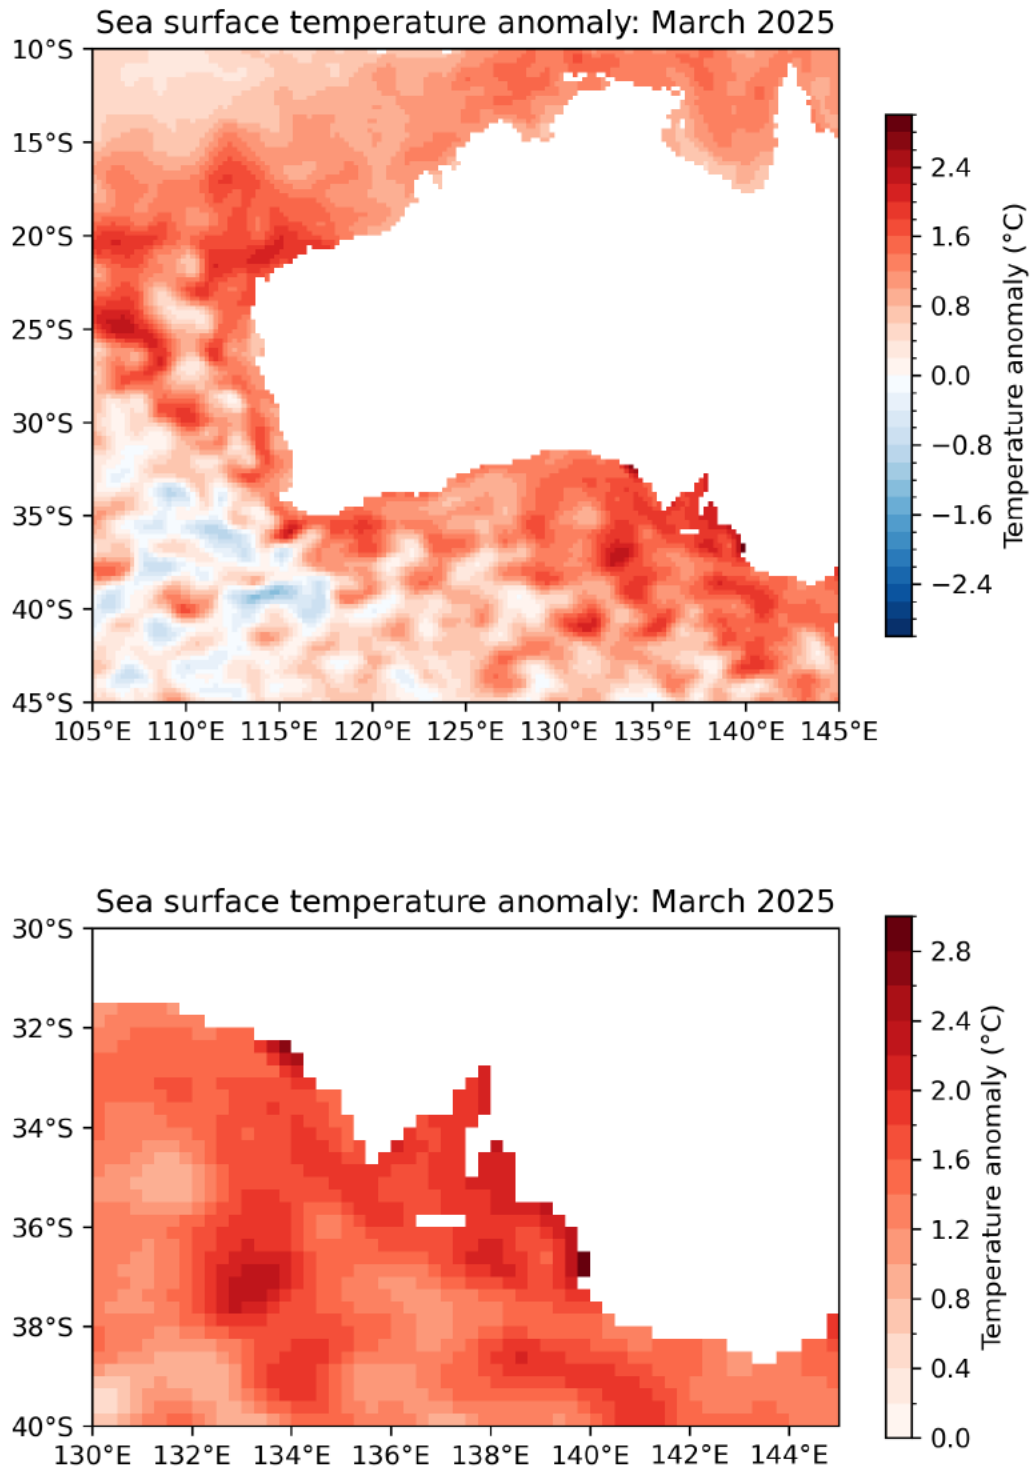 Sea surface temperature anomaly: March 2025
10°S
15°S
20°S
25°S
30°S
35°S
40°S
45°S
105°E 110°E 115°E 120°E 125°E 130°E 135°E 140°E 145°E
2.4
1.6
0.8
0.0
−0.8
−1.6
−2.4
Temperature anomaly (°C)
Sea surface temperature anomaly: March 2025
30°S
32°S
34°S
36°S
38°S
40°S
130°E 132°E 134°E 136°E 138°E 140°E 142°E 144°E
2.8
2.4
2.0
1.6
1.2
0.8
0.4
0.0
Temperature anomaly (°C)